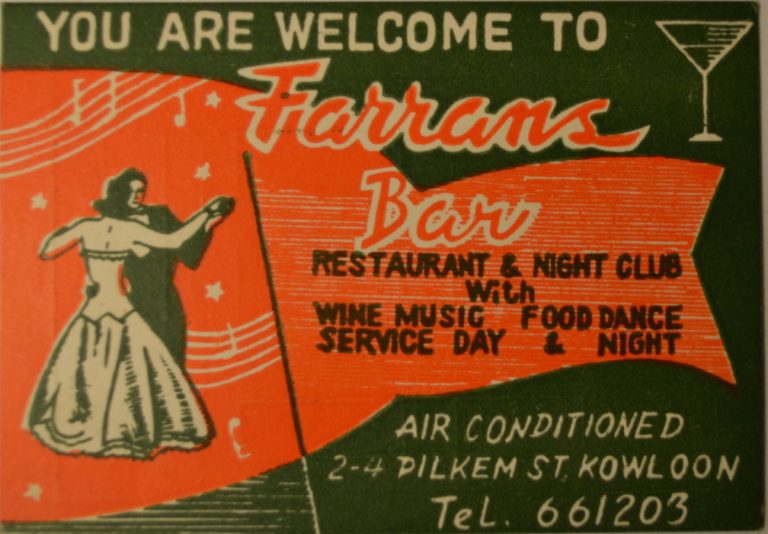 YOU ARE WELCOME TO
Farrans
Bar
RESTAURANT & NIGHT CLUB
With
WINE MUSIC FOOD DANCE
SERVICE DAY & NIGHT
AIR CONDITIONED
2-4 PILKEM ST, KOWLOON
Tel. 661203